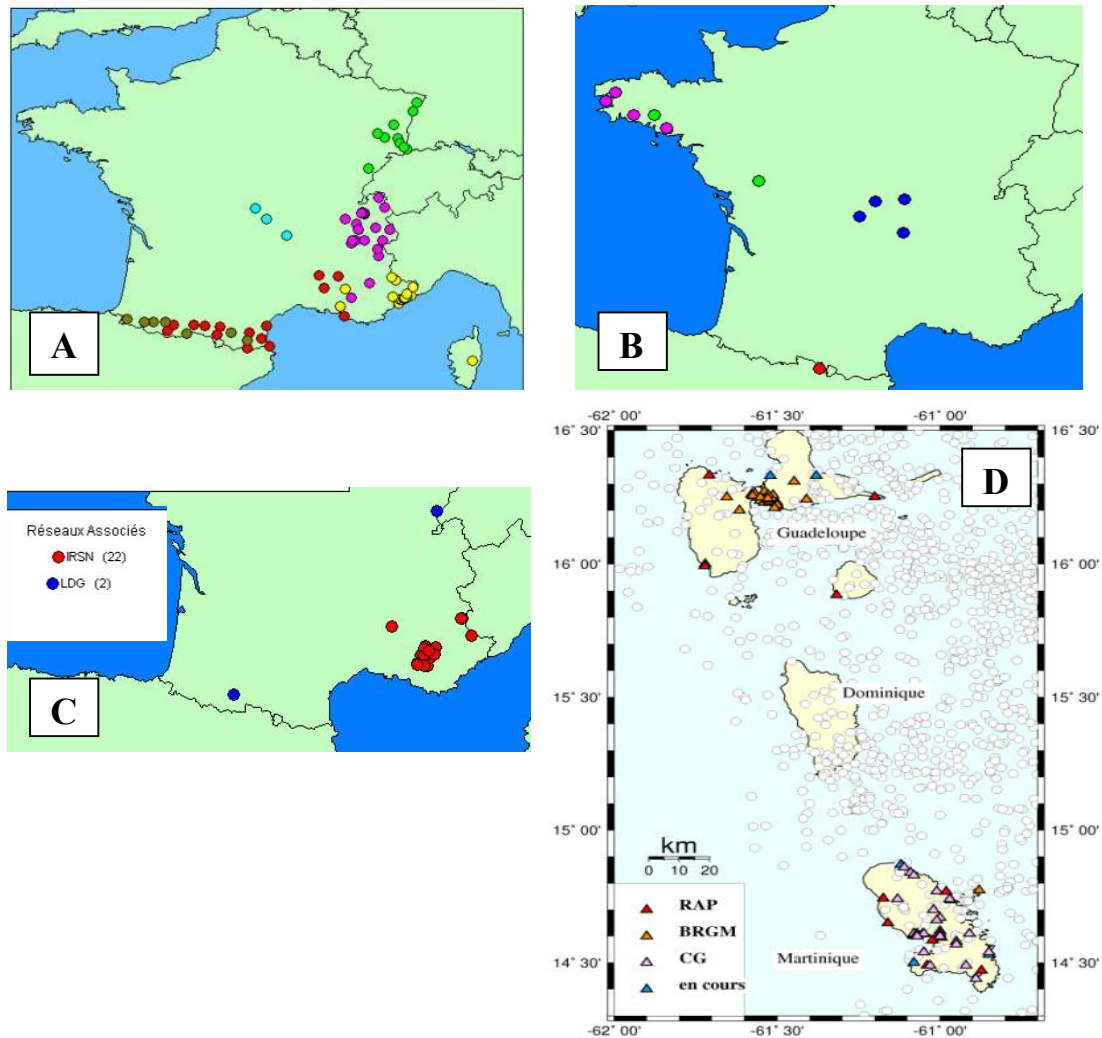 A
B
Réseaux Associés
IRSN (22)
LDG (2)
C
-62˚ 00'
-61˚ 30'
-61˚ 00'
16˚ 30'
16˚ 30'
D
Guadeloupe
16˚ 00'
16˚ 00'
Dominique
15˚ 30'
15˚ 30'
15˚ 00'
15˚ 00'
km
0 10 20
RAP
BRGM
CG
en cours
Martinique
14˚ 30'
14˚ 30'
-62˚ 00'
-61˚ 30'
-61˚ 00'